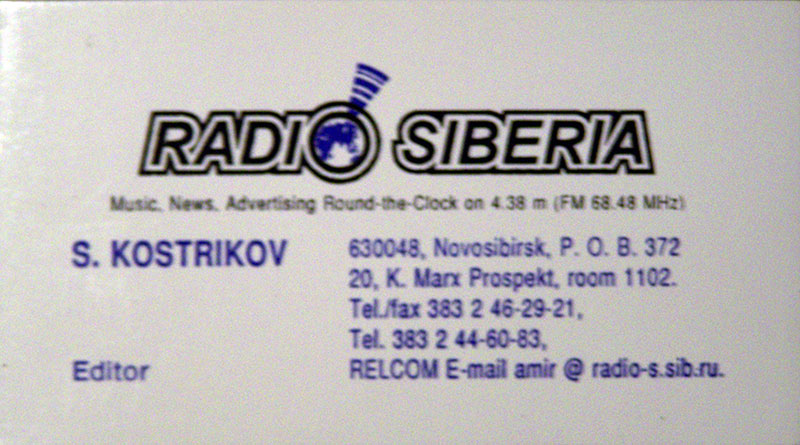 RADIO SIBERIA
Music, News, Advertising Round-the-Clock on 4.38 m (FM 68.48 MHz)
S. KOSTRIKOV
Editor
630048, Novosibirsk, P. O. B. 372
20, K. Marx Prospekt, room 1102.
Tel./fax 383 2 46-29-21,
Tel. 383 2 44-60-83,
RELCOM E-mail amir @ radio-s.sib.ru.